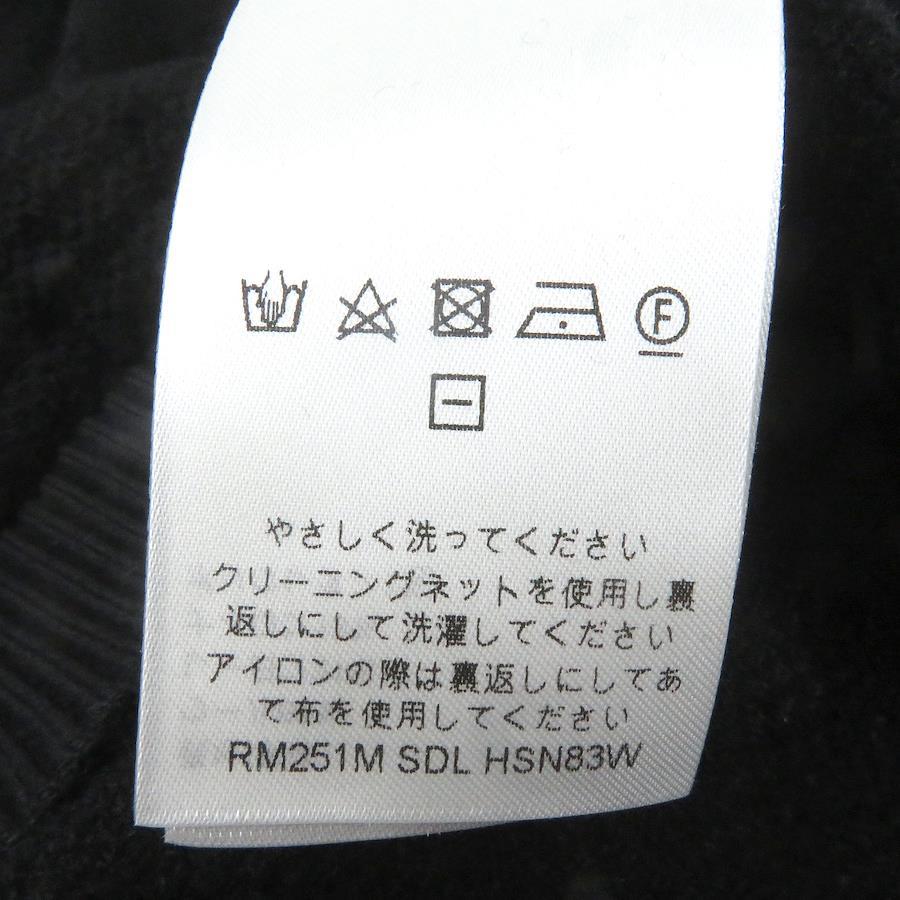 F
やさしく洗ってください
クリーニングネットを使用し裏
返しにして洗濯してください
アイロンの際は裏返しにしてあ
て布を使用してください
RM251M SDL HSN83W